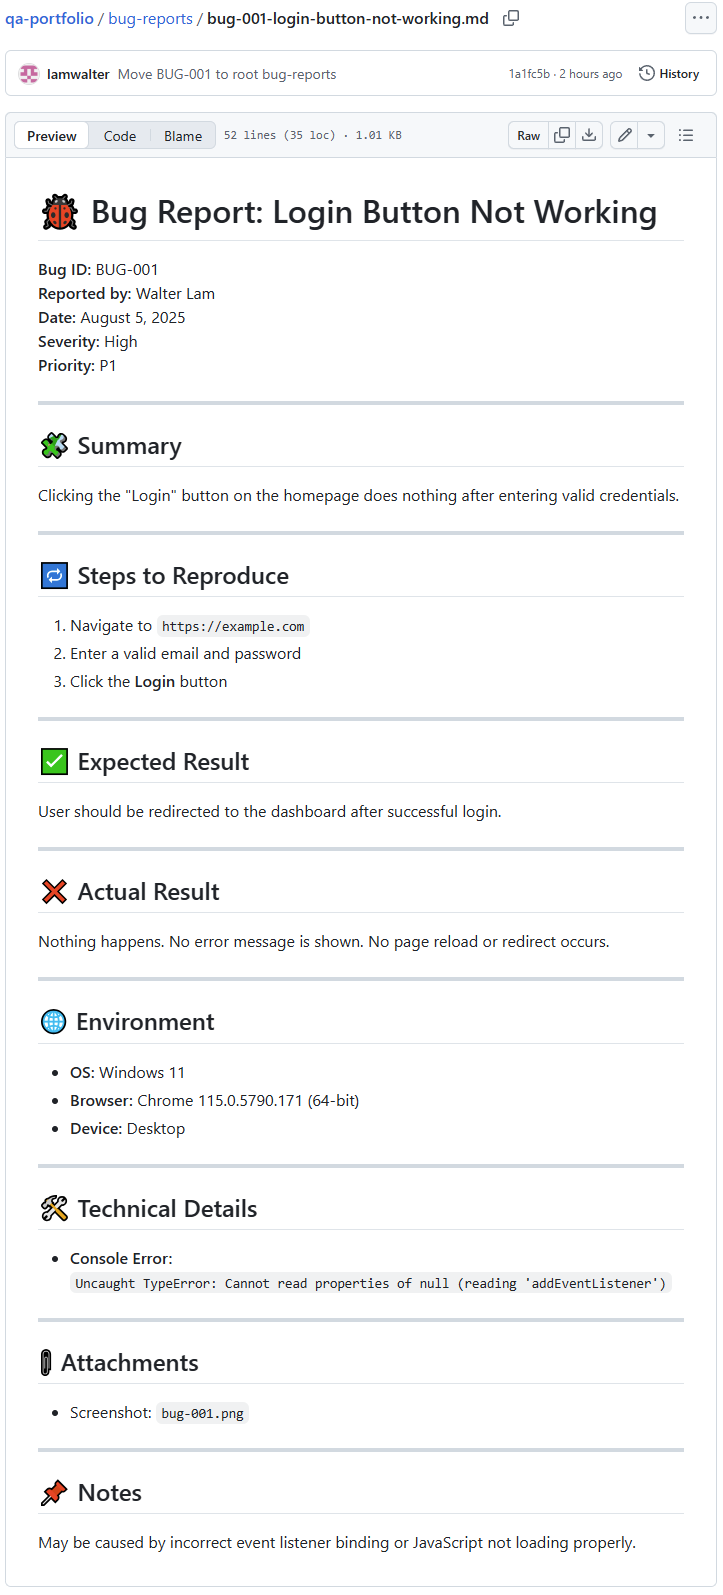 qa-portfolio / bug-reports / bug-001-login-button-not-working.md
lamwalter Move BUG-001 to root bug-reports 1a1fc5b · 2 hours ago History
Preview Code Blame 52 lines (35 loc) · 1.01 KB Raw
🐞 Bug Report: Login Button Not Working
Bug ID: BUG-001
Reported by: Walter Lam
Date: August 5, 2025
Severity: High
Priority: P1
🧩 Summary
Clicking the "Login" button on the homepage does nothing after entering valid credentials.
🔁 Steps to Reproduce
1. Navigate to https://example.com
2. Enter a valid email and password
3. Click the Login button
✅ Expected Result
User should be redirected to the dashboard after successful login.
❌ Actual Result
Nothing happens. No error message is shown. No page reload or redirect occurs.
🌐 Environment
• OS: Windows 11
• Browser: Chrome 115.0.5790.171 (64-bit)
• Device: Desktop
🛠 Technical Details
• Console Error:
Uncaught TypeError: Cannot read properties of null (reading 'addEventListener')
📎 Attachments
• Screenshot: bug-001.png
📌 Notes
May be caused by incorrect event listener binding or JavaScript not loading properly.